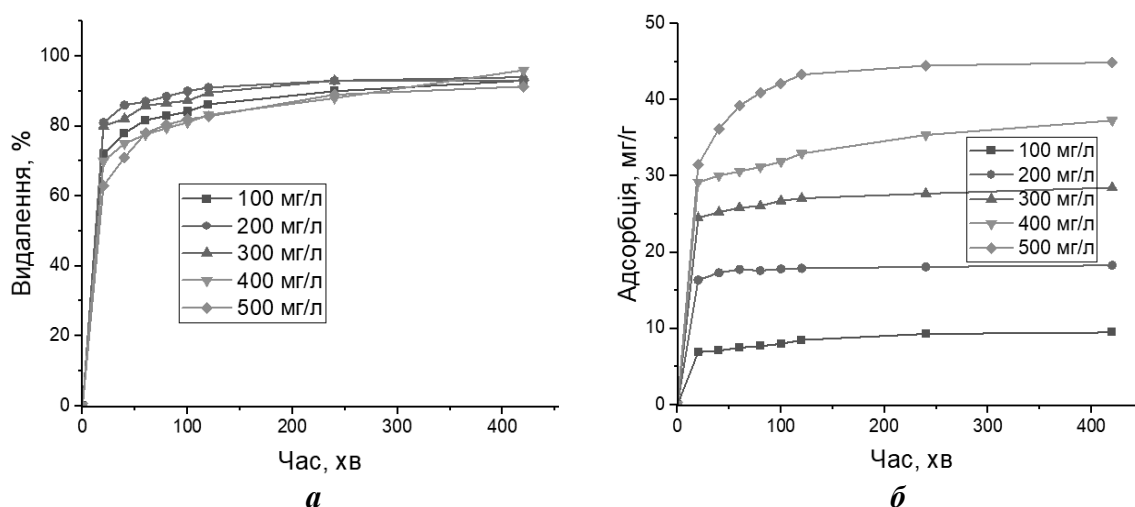 Видалення, %
100
80
60
40
20
0
100 мг/л
200 мг/л
300 мг/л
400 мг/л
500 мг/л
0 100 200 300 400
Час, хв
а
Адсорбція, мг/г
50
40
30
20
10
0
100 мг/л
200 мг/л
300 мг/л
400 мг/л
500 мг/л
0 100 200 300 400
Час, хв
б